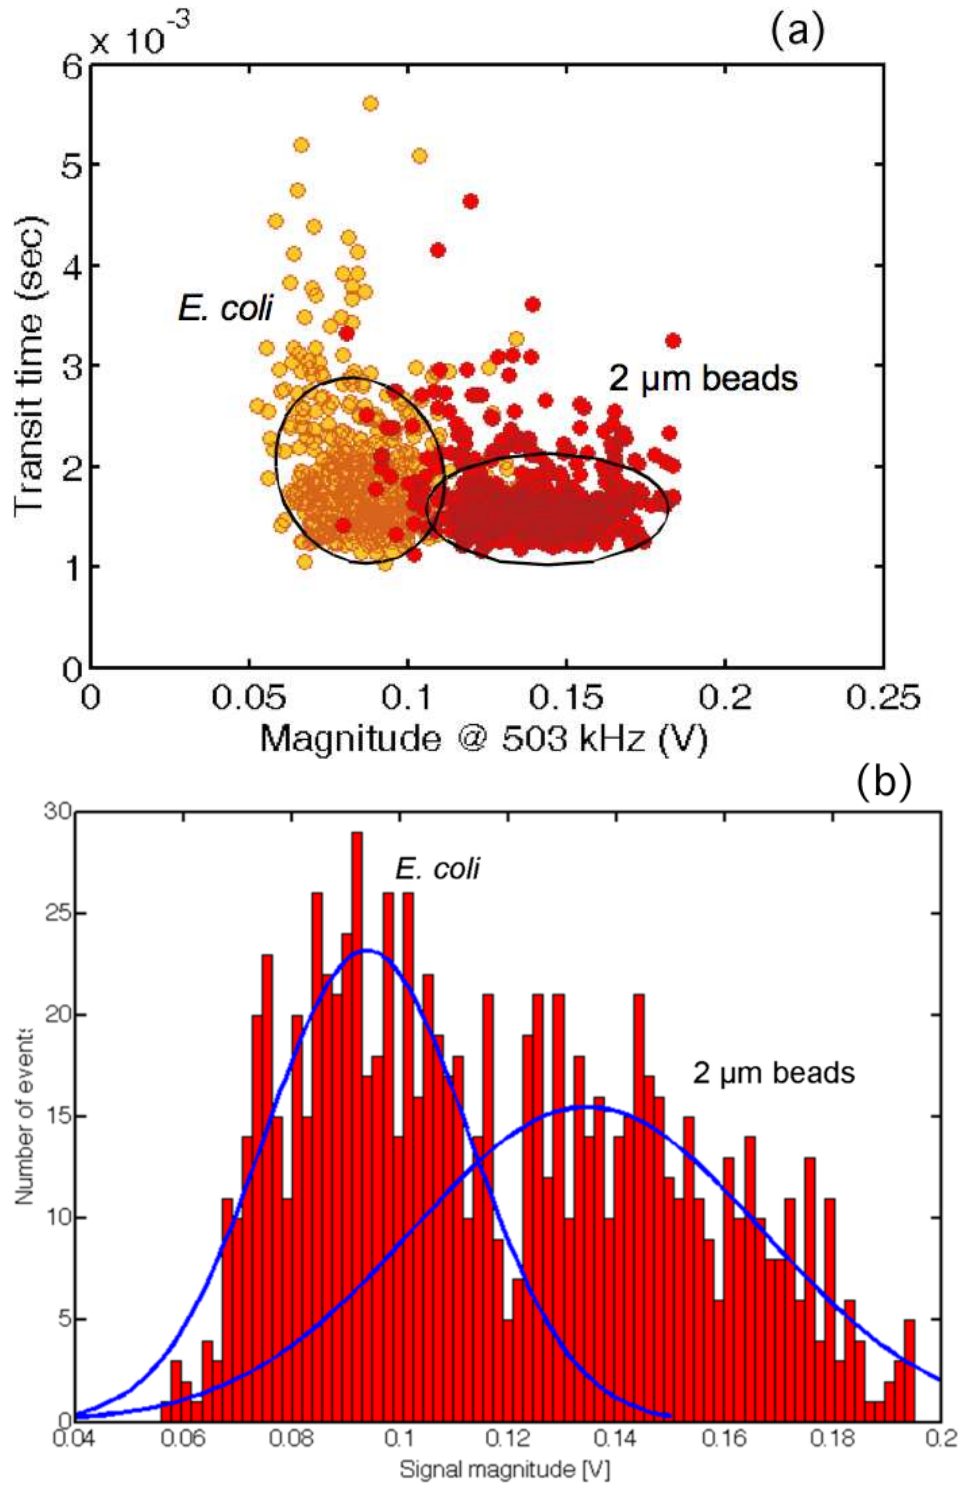 (a)
x 10-3
6
5
4
3
2
1
0
Transit time (sec)
E. coli
2 µm beads
0 0.05 0.1 0.15 0.2 0.25
Magnitude @ 503 kHz (V)
(b)
30
25
20
15
10
5
0
Number of events
E. coli
2 µm beads
0.04 0.06 0.08 0.1 0.12 0.14 0.16 0.18 0.2
Signal magnitude [V]